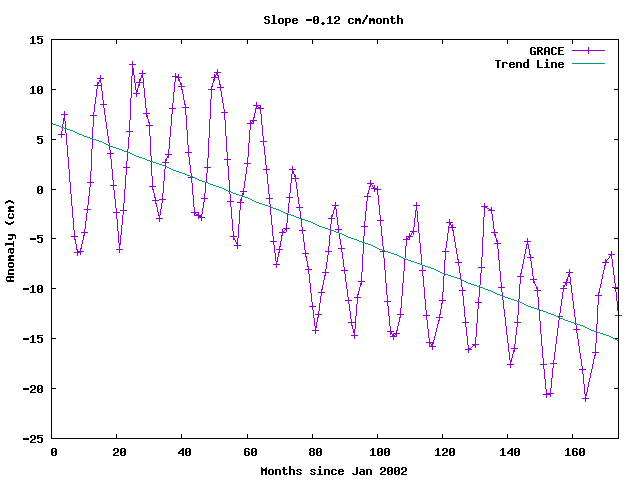 Slope -0.12 cm/month
GRACE
Trend Line
15
10
5
0
-5
-10
-15
-20
-25
Anomaly (cm)
0 20 40 60 80 100 120 140 160
Months since Jan 2002